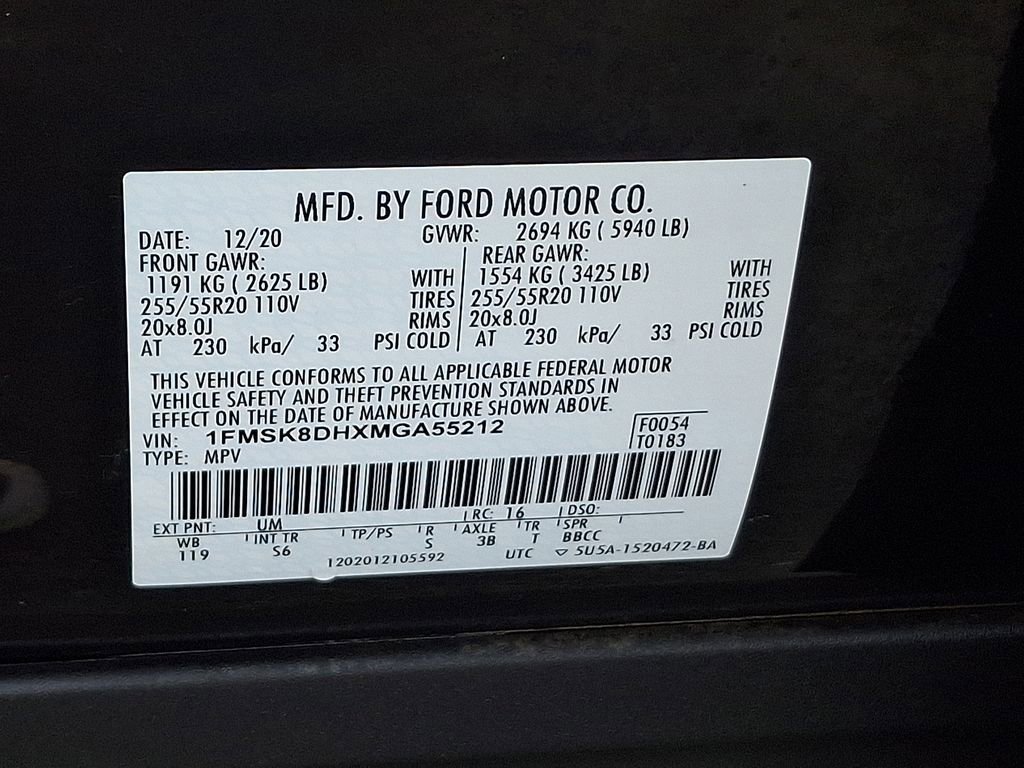 MFD. BY FORD MOTOR CO.
DATE: 12/20 GVWR: 2694 KG ( 5940 LB)
FRONT GAWR: REAR GAWR:
1191 KG ( 2625 LB) WITH 1554 KG ( 3425 LB) WITH
255/55R20 110V TIRES 255/55R20 110V TIRES
20x8.0J RIMS 20x8.0J RIMS
AT 230 kPa/ 33 PSI COLD AT 230 kPa/ 33 PSI COLD
THIS VEHICLE CONFORMS TO ALL APPLICABLE FEDERAL MOTOR
VEHICLE SAFETY AND THEFT PREVENTION STANDARDS IN
EFFECT ON THE DATE OF MANUFACTURE SHOWN ABOVE.
VIN: 1FMSK8DHXMGA55212 F0054
TYPE: MPV T0183
EXT PNT: UM RC: 16 DSO:
WB INT TR TP/PS R AXLE TR SPR
119 S6 S 3B T BBCC
1202012105592 UTC ▽ 5U5A-1520472-BA